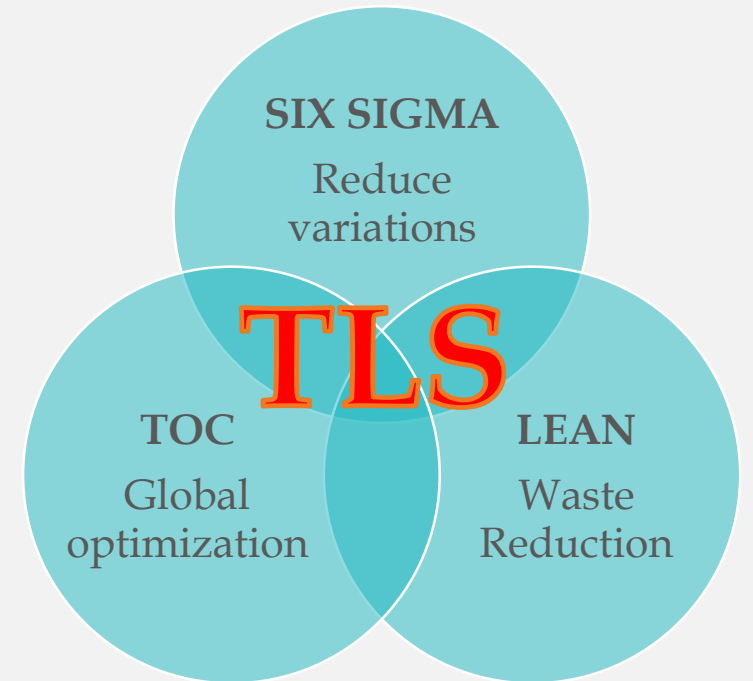 SIX SIGMA
Reduce
variations
TLS
TOC
Global
optimization
LEAN
Waste
Reduction